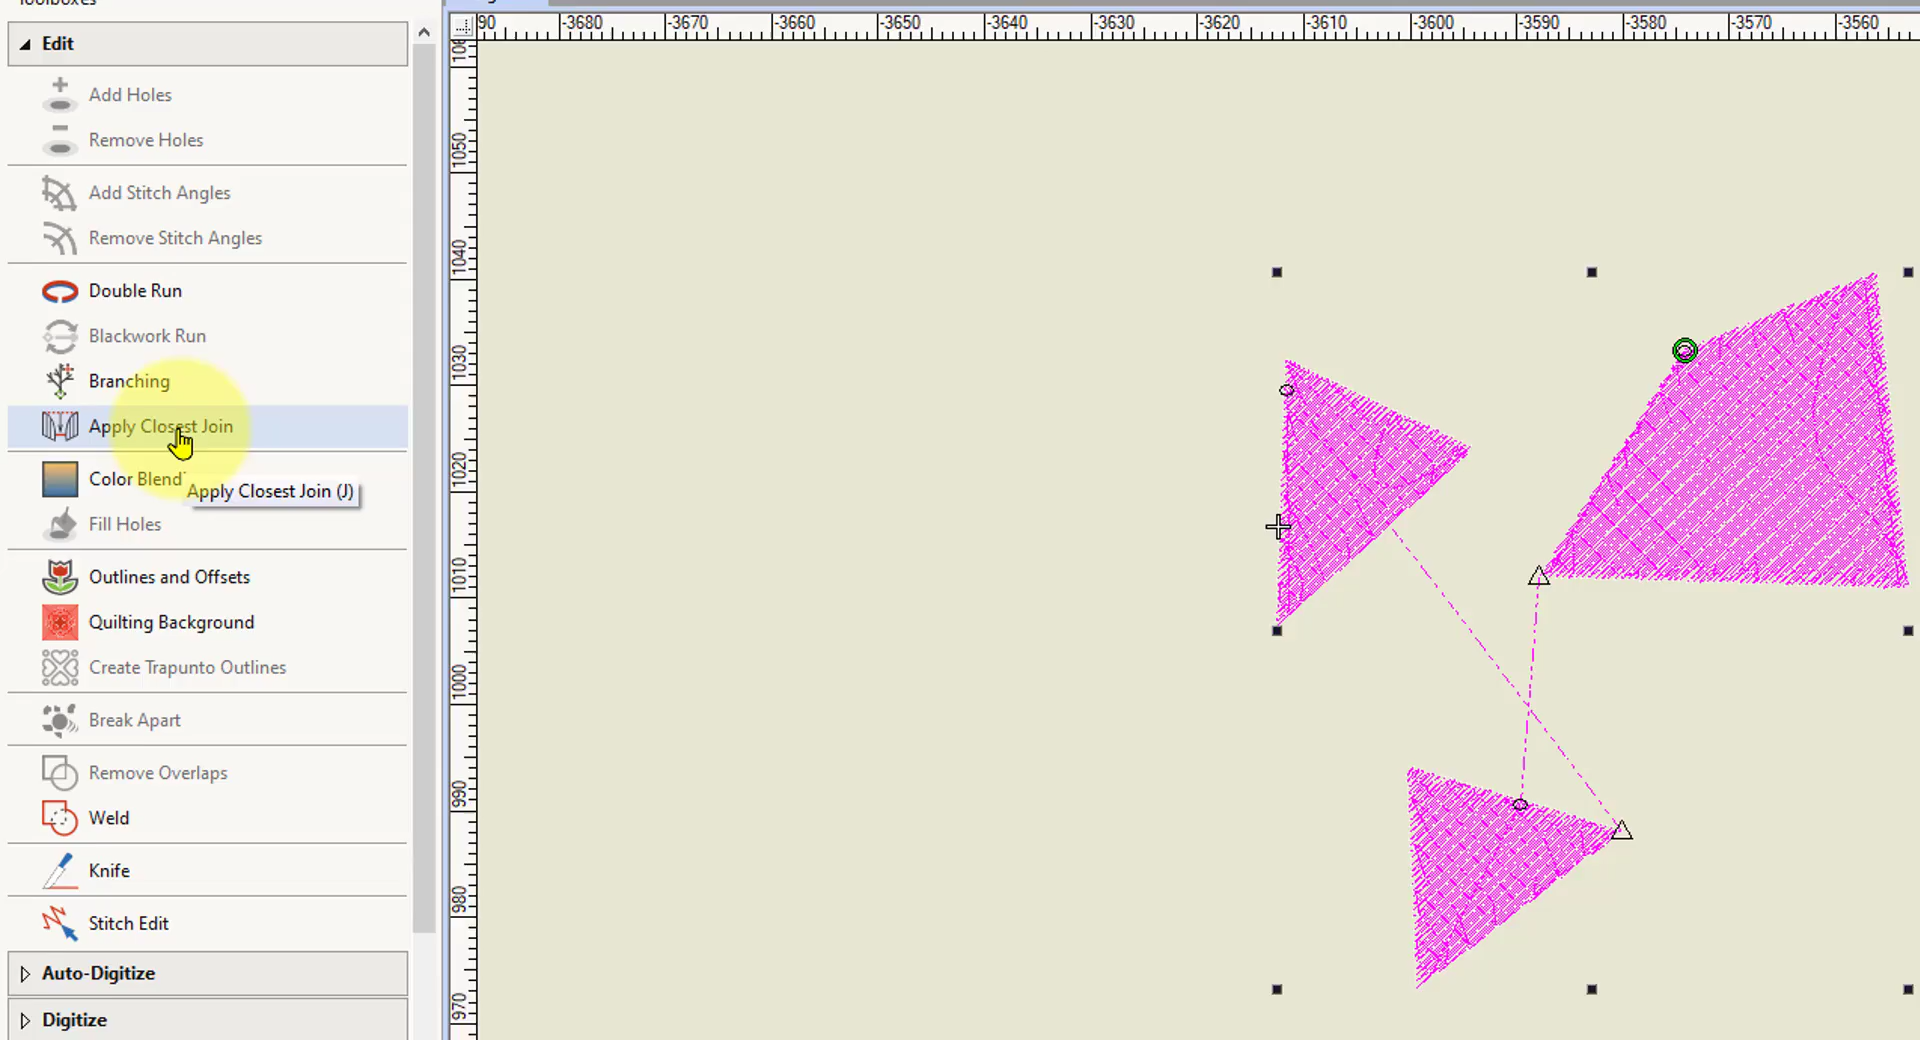 Toolboxes
Edit
Add Holes
Remove Holes
Add Stitch Angles
Remove Stitch Angles
Double Run
Blackwork Run
Branching
Apply Closest Join
Color Blendi
Apply Closest Join (J)
Fill Holes
Outlines and Offsets
Quilting Background
Create Trapunto Outlines
Break Apart
Remove Overlaps
Weld
Knife
Stitch Edit
Auto-Digitize
Digitize
90 -3680 -3670 -3660 -3650 -3640 -3630 -3620 -3610 -3600 -3590 -3580 -3570 -3560
1050
1040
1030
1020
1010
1000
990
980
970